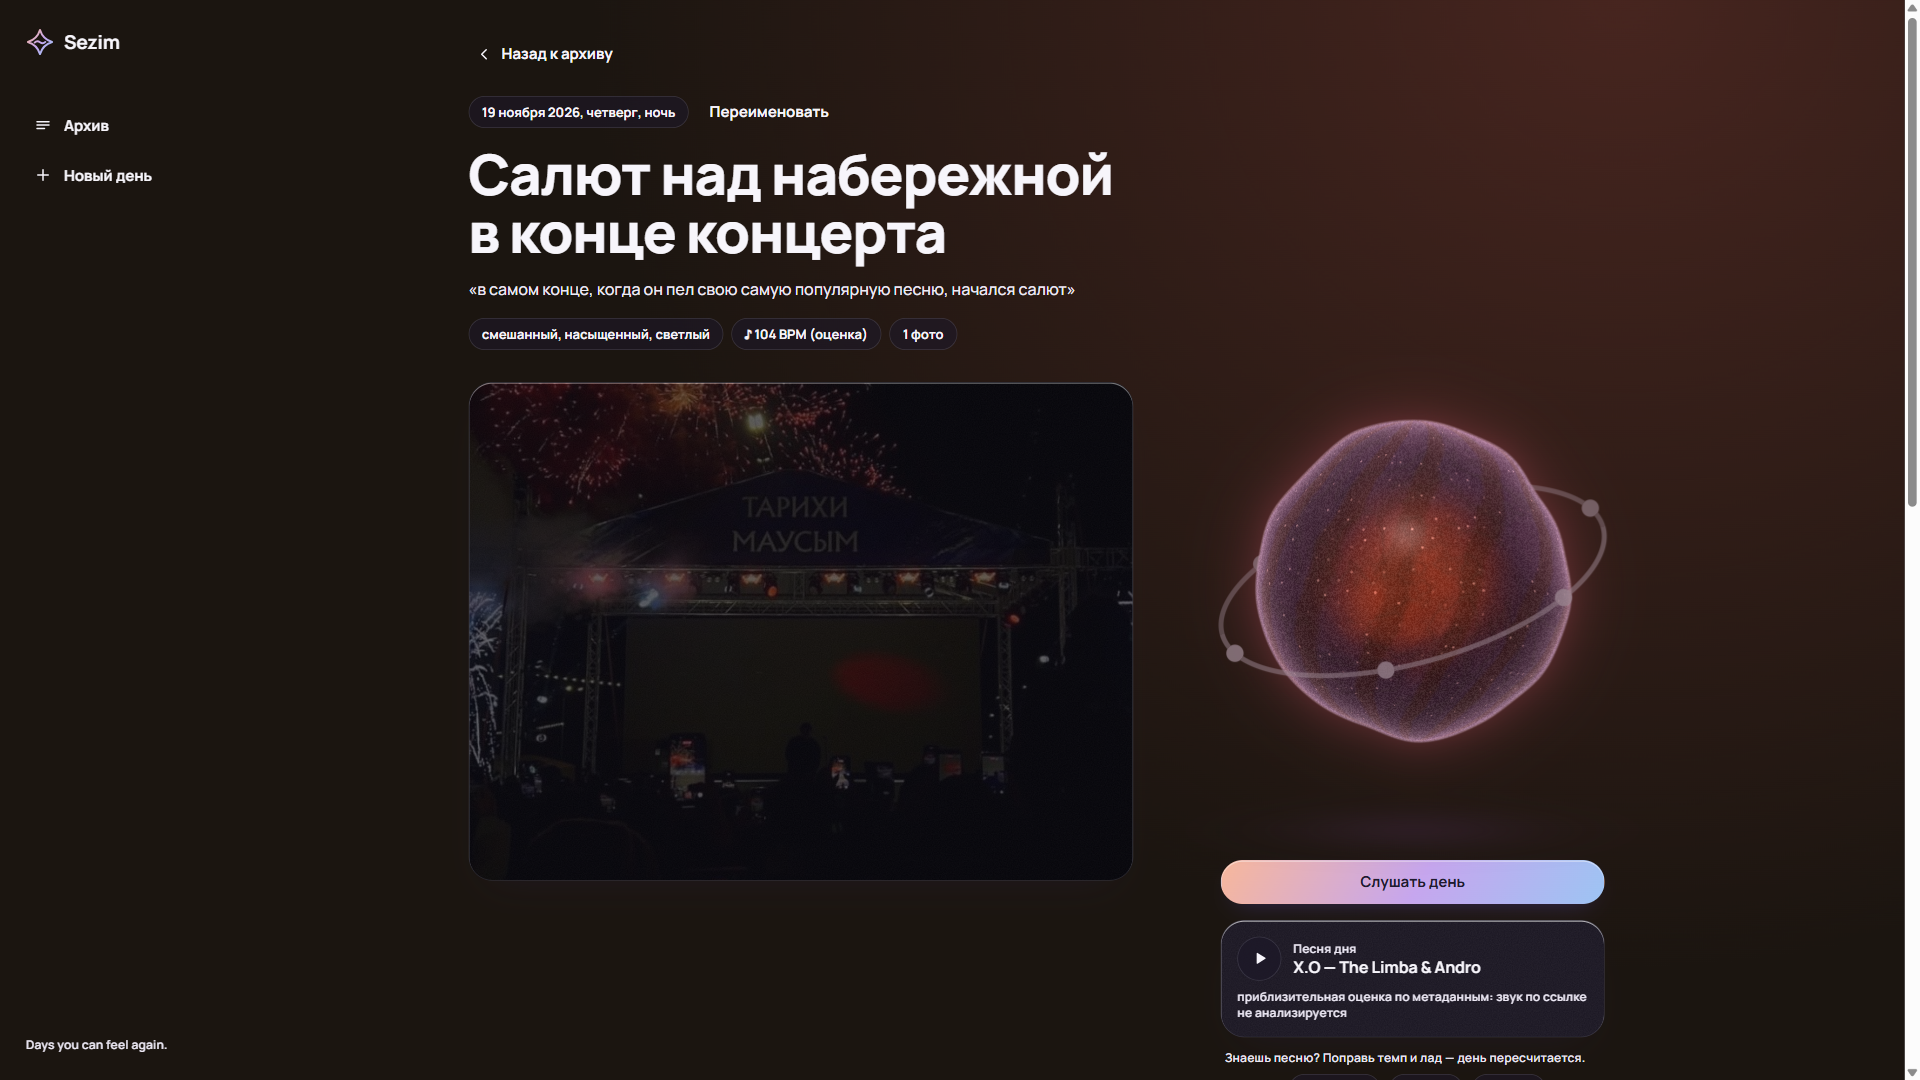 Sezim
Архив
Новый день
Назад к архиву
19 ноября 2026, четверг, ночь
Переименовать
Салют над набережной
в конце концерта
«в самом конце, когда он пел свою самую популярную песню, начался салют»
смешанный, насыщенный, светлый
♪ 104 BPM (оценка)
1 фото
ТАРИХИ
МАУСЫМ
Слушать день
Песня дня
X.O — The Limba & Andro
приблизительная оценка по метаданным: звук по ссылке
не анализируется
Знаешь песню? Поправь темп и лад — день пересчитается.
Days you can feel again.